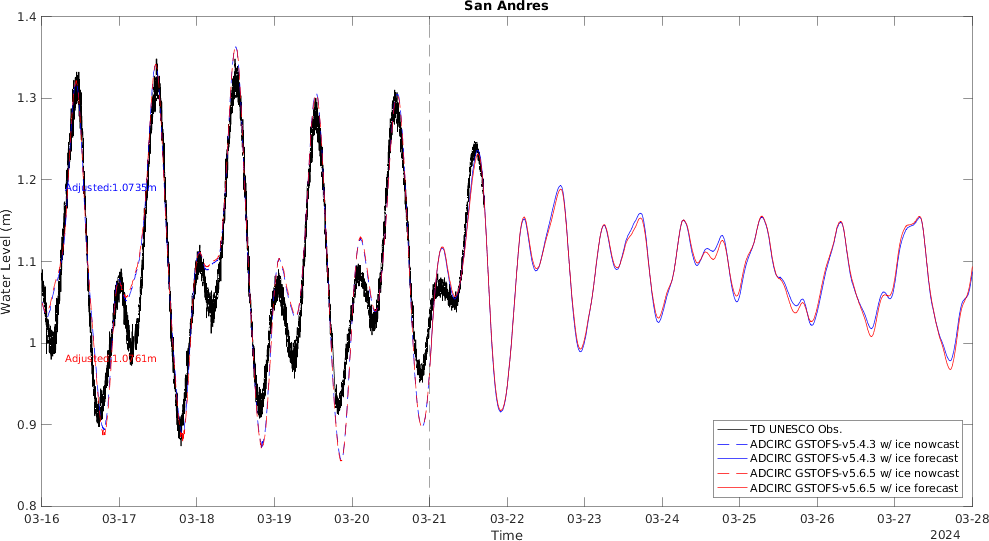 San Andres
1.4
1.3
1.2
1.1
1
0.9
0.8
Water Level (m)
Adjusted:1.0735m
Adjusted:1.0761m
TD UNESCO Obs.
ADCIRC GSTOFS-v5.4.3 w/ ice nowcast
ADCIRC GSTOFS-v5.4.3 w/ ice forecast
ADCIRC GSTOFS-v5.6.5 w/ ice nowcast
ADCIRC GSTOFS-v5.6.5 w/ ice forecast
03-16 03-17 03-18 03-19 03-20 03-21 03-22 03-23 03-24 03-25 03-26 03-27 03-28
Time
2024